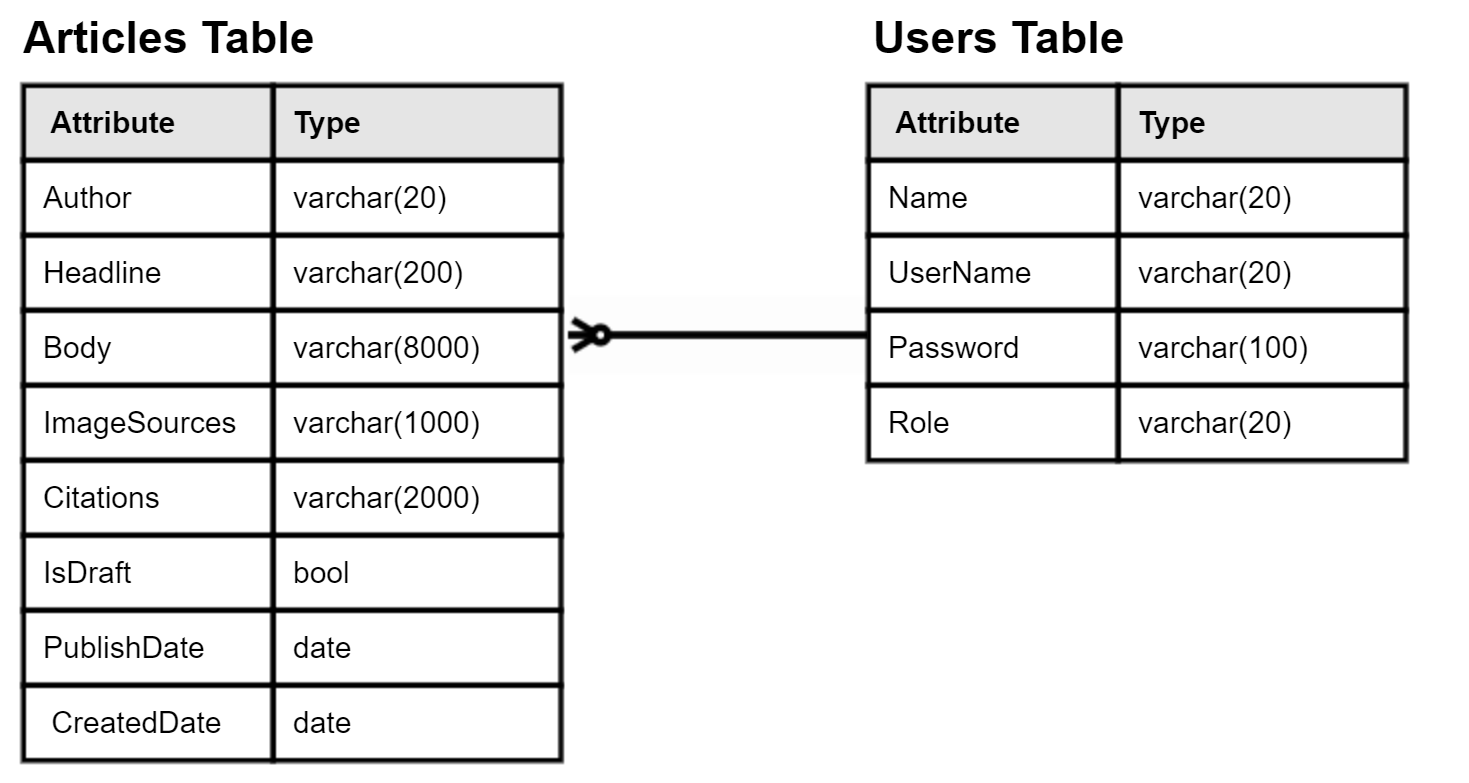 Articles Table
Attribute Type
Author varchar(20)
Headline varchar(200)
Body varchar(8000)
ImageSources varchar(1000)
Citations varchar(2000)
IsDraft bool
PublishDate date
CreatedDate date
Users Table
Attribute Type
Name varchar(20)
UserName varchar(20)
Password varchar(100)
Role varchar(20)